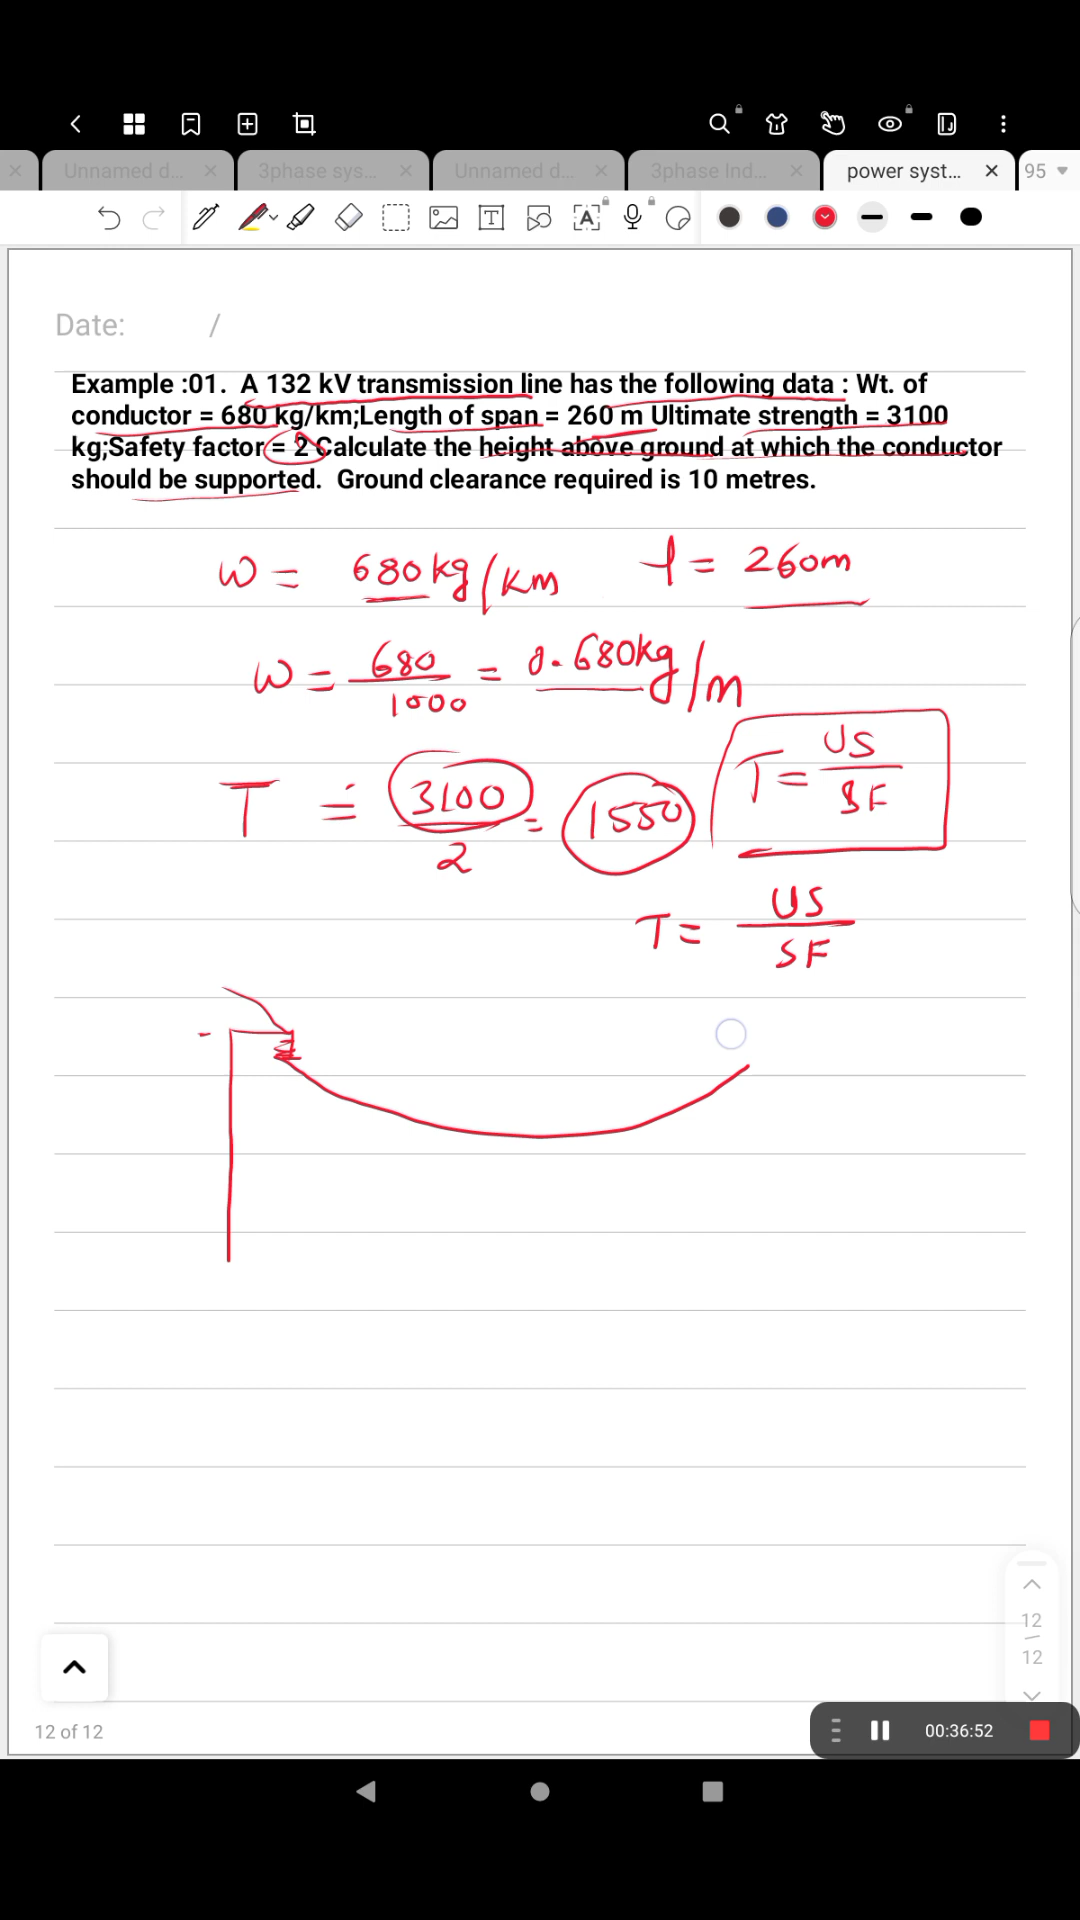 Unnamed d...
3phase sys...
Unnamed d...
3phase Ind...
power syst...
95
Date: /
Example :01. A 132 kV transmission line has the following data : Wt. of
conductor = 680 kg/km;Length of span = 260 m Ultimate strength = 3100
kg;Safety factor = 2 Calculate the height above ground at which the conductor
should be supported. Ground clearance required is 10 metres.
w = 680 kg/km l = 260m
w = 680/1000 = 0.680kg/m
T = 3100/2 = 1550 T = US/SF
T = US/SF
12
12
12 of 12
00:36:52